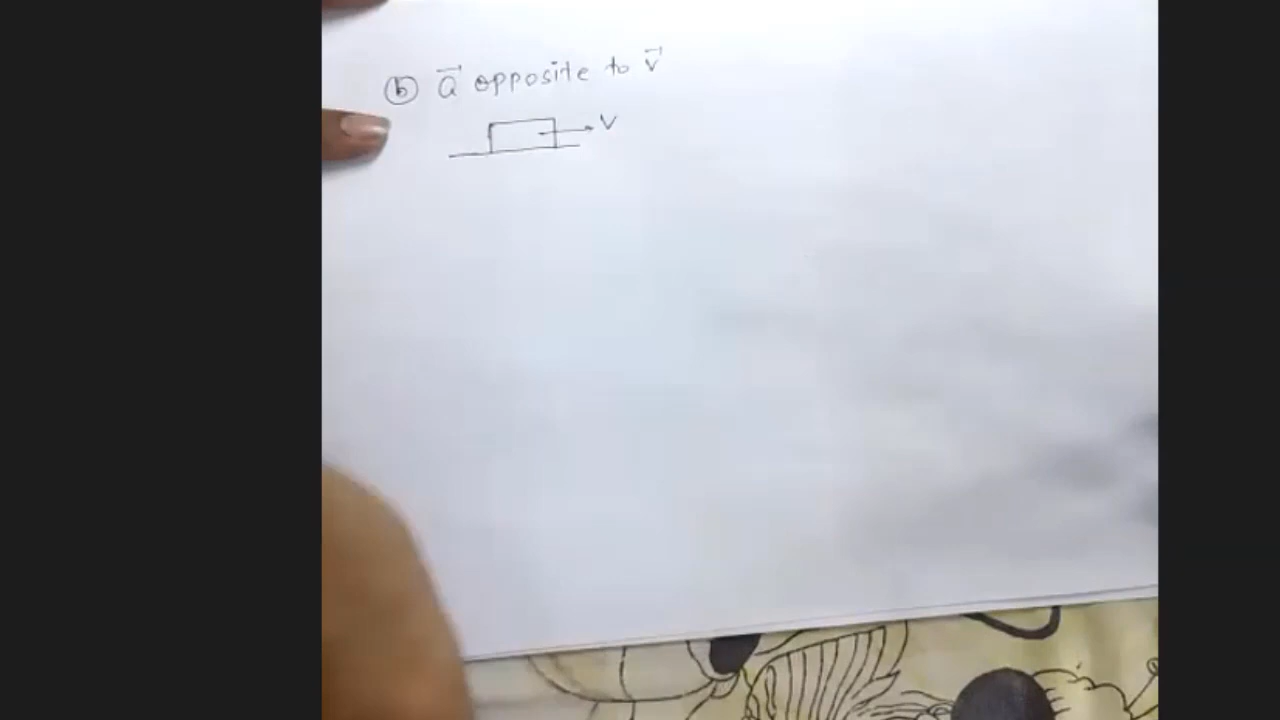 ⓑ a⃗ opposite to v⃗
V